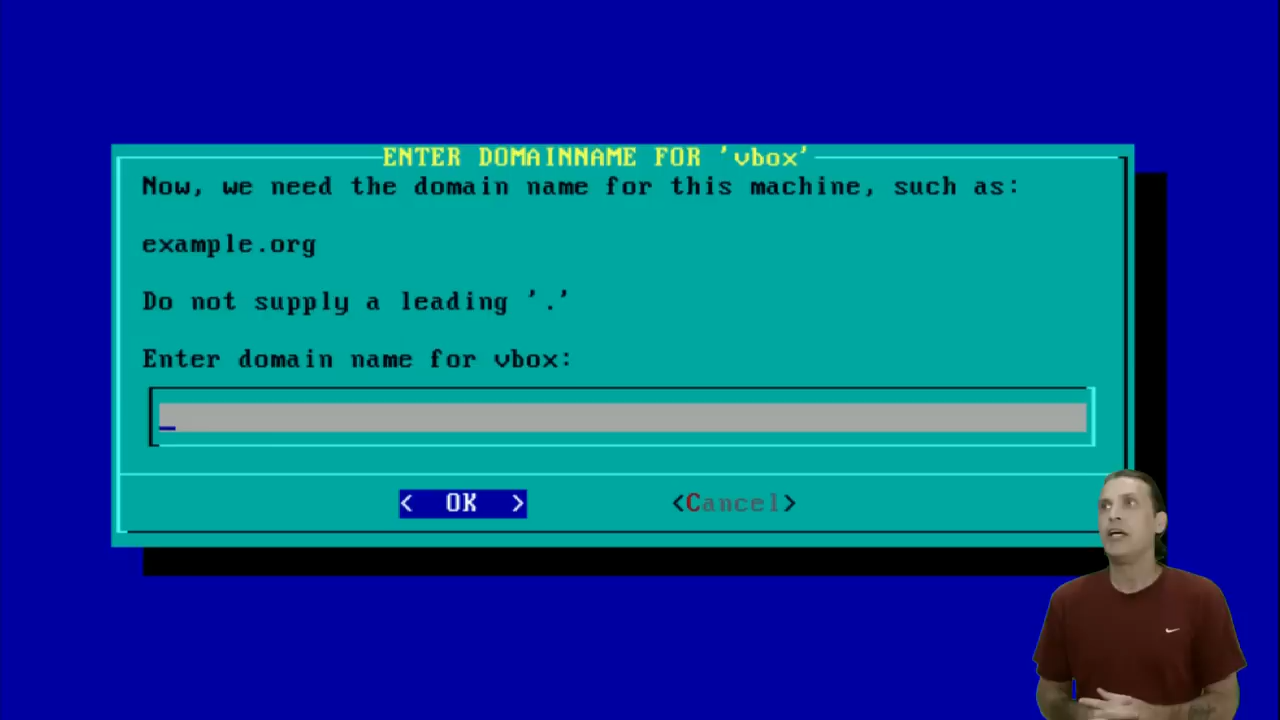 ENTER DOMAINNAME FOR 'vbox'
Now, we need the domain name for this machine, such as:
example.org
Do not supply a leading '.'
Enter domain name for vbox:
< OK > <Cancel>